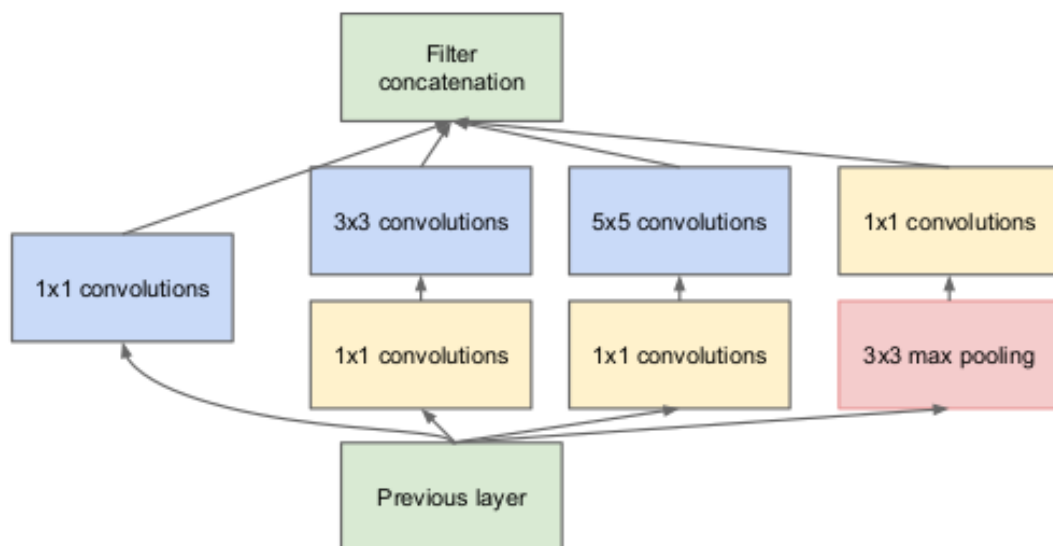 Filter
concatenation
3x3 convolutions
5x5 convolutions
1x1 convolutions
1x1 convolutions
1x1 convolutions
1x1 convolutions
3x3 max pooling
Previous layer